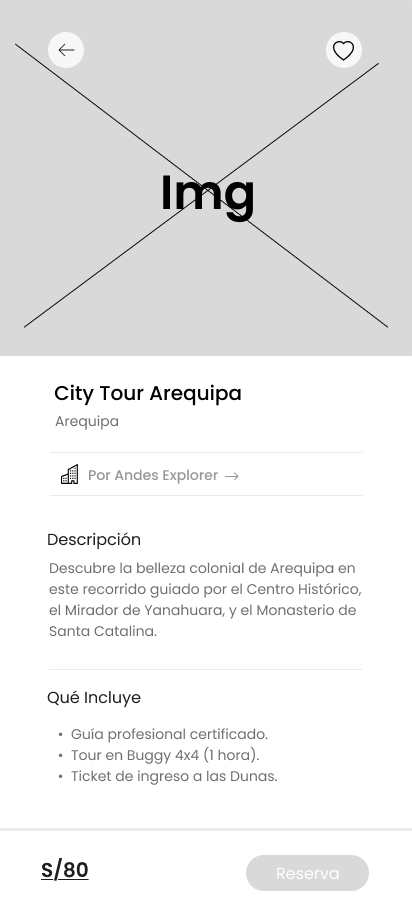 Img
City Tour Arequipa
Arequipa
Por Andes Explorer →
Descripción
Descubre la belleza colonial de Arequipa en
este recorrido guiado por el Centro Histórico,
el Mirador de Yanahuara, y el Monasterio de
Santa Catalina.
Qué Incluye
• Guía profesional certificado.
• Tour en Buggy 4x4 (1 hora).
• Ticket de ingreso a las Dunas.
S/80
Reserva